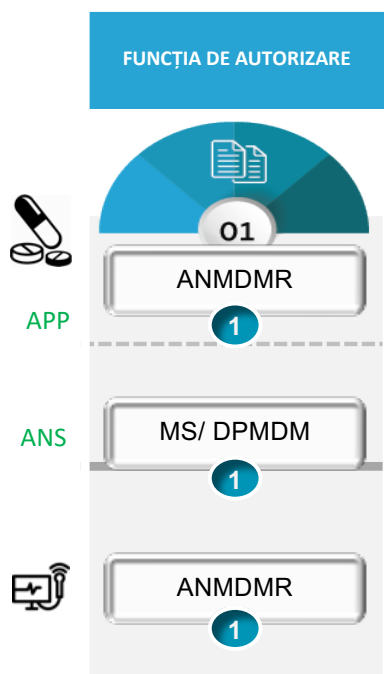 FUNCȚIA DE AUTORIZARE
01
ANMDMR
1
APP
MS/ DPMDM
ANS
1
ANMDMR
1